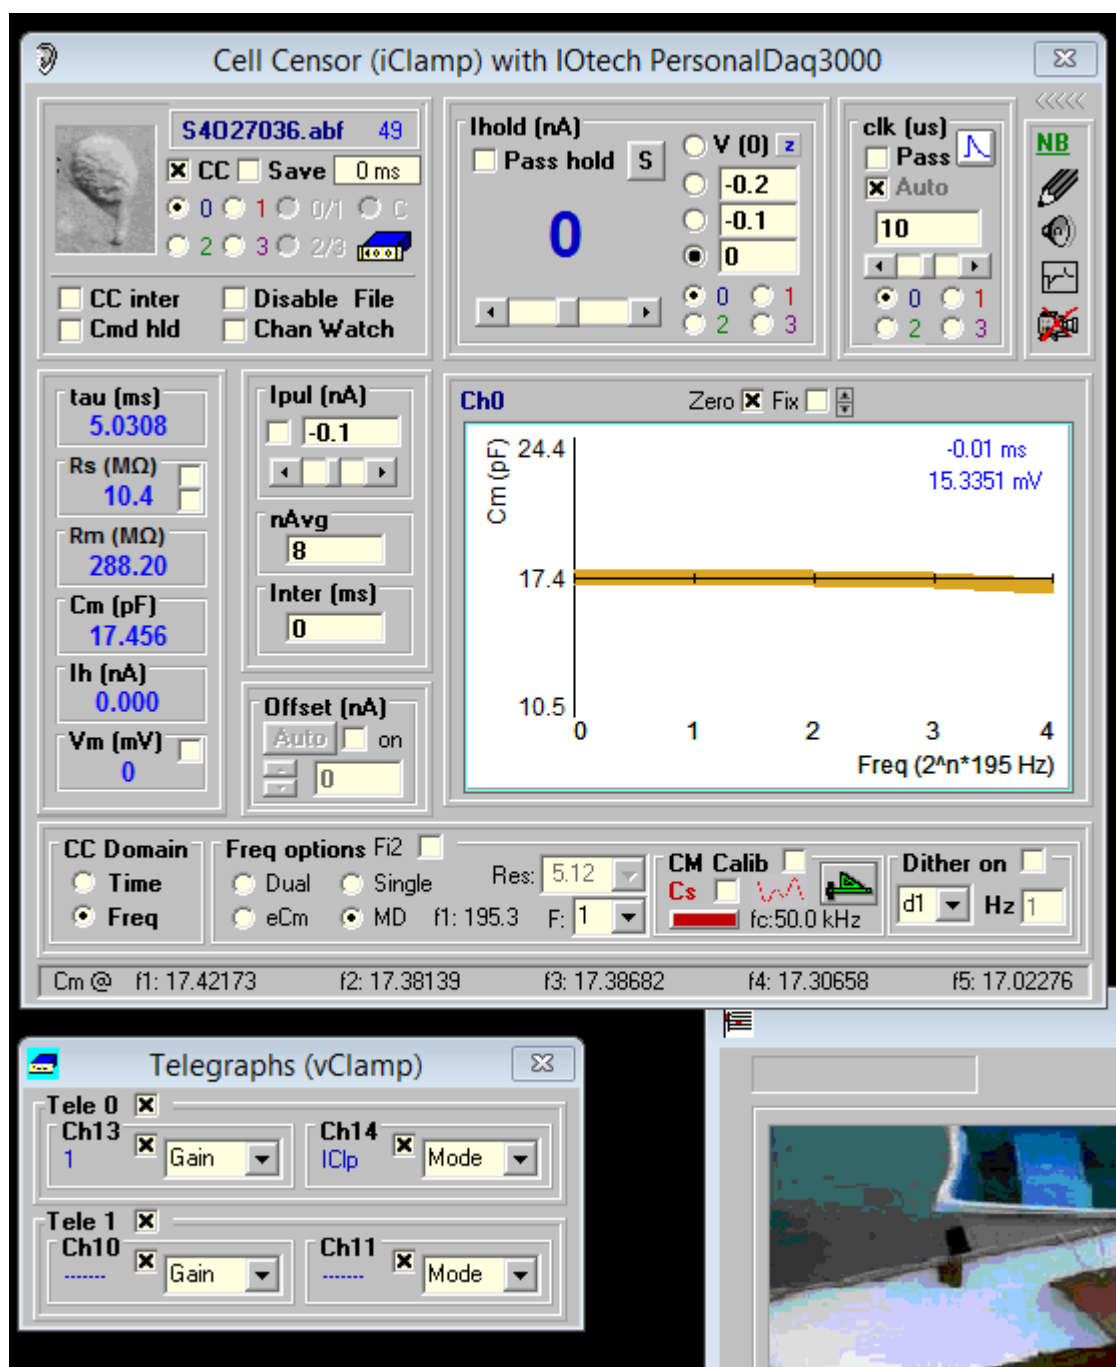 Cell Censor (iClamp) with IOtech PersonalDaq3000
S4O27036.abf 49
CC Save 0 ms
0 1 0/1 C
2 3 2/3
CC inter Disable File
Cmd hld Chan Watch
Ihold (nA)
Pass hold S
0
V (0) z
-0.2
-0.1
0
0 1
2 3
clk (us)
Pass
Auto
10
0 1
2 3
<<<<<
NB
tau (ms)
5.0308
Rs (MΩ)
10.4
Rm (MΩ)
288.20
Cm (pF)
17.456
Ih (nA)
0.000
Vm (mV)
0
Ipul (nA)
-0.1
nAvg
8
Inter (ms)
0
Offset (nA)
Auto on
0
Ch0 Zero Fix
Cm (pF)
24.4
17.4
10.5
-0.01 ms
15.3351 mV
0 1 2 3 4
Freq (2^n*195 Hz)
CC Domain
Time
Freq
Freq options Fi2
Dual Single Res: 5.12
eCm MD f1: 195.3 F: 1
CM Calib
Cs
fc:50.0 kHz
Dither on
d1 Hz 1
Cm @ f1: 17.42173 f2: 17.38139 f3: 17.38682 f4: 17.30658 f5: 17.02276
Telegraphs (vClamp)
Tele 0
Ch13 Ch14
1 Gain IClp Mode
Tele 1
Ch10 Ch11
------- Gain ------- Mode